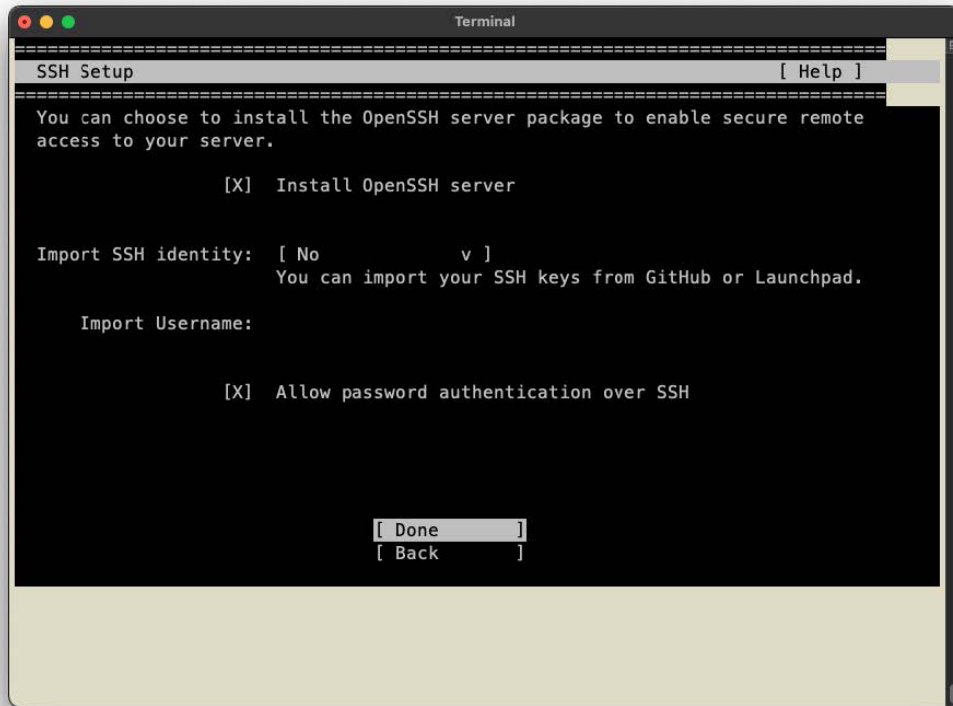 Terminal
================================================================================
SSH Setup [ Help ]
================================================================================
You can choose to install the OpenSSH server package to enable secure remote
access to your server.
[X] Install OpenSSH server
Import SSH identity: [ No v ]
You can import your SSH keys from GitHub or Launchpad.
Import Username:
[X] Allow password authentication over SSH
[ Done ]
[ Back ]